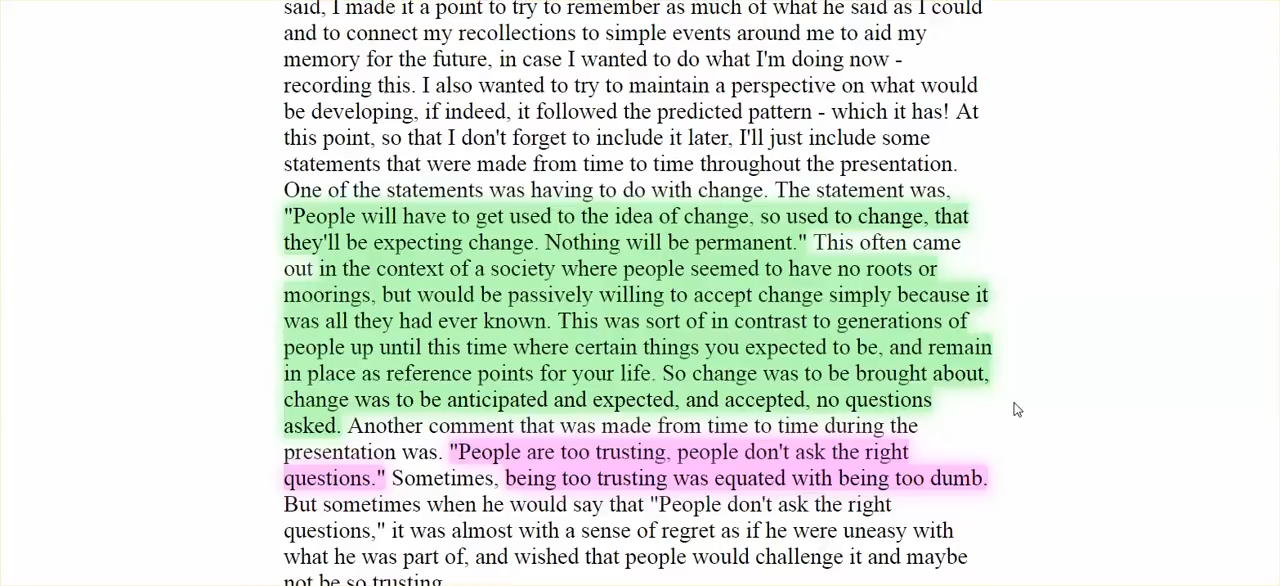 said, I made it a point to try to remember as much of what he said as I could
and to connect my recollections to simple events around me to aid my
memory for the future, in case I wanted to do what I'm doing now -
recording this. I also wanted to try to maintain a perspective on what would
be developing, if indeed, it followed the predicted pattern - which it has! At
this point, so that I don't forget to include it later, I'll just include some
statements that were made from time to time throughout the presentation.
One of the statements was having to do with change. The statement was,
"People will have to get used to the idea of change, so used to change, that
they'll be expecting change. Nothing will be permanent." This often came
out in the context of a society where people seemed to have no roots or
moorings, but would be passively willing to accept change simply because it
was all they had ever known. This was sort of in contrast to generations of
people up until this time where certain things you expected to be, and remain
in place as reference points for your life. So change was to be brought about,
change was to be anticipated and expected, and accepted, no questions
asked. Another comment that was made from time to time during the
presentation was. "People are too trusting, people don't ask the right
questions." Sometimes, being too trusting was equated with being too dumb.
But sometimes when he would say that "People don't ask the right
questions," it was almost with a sense of regret as if he were uneasy with
what he was part of, and wished that people would challenge it and maybe
not be so trusting.